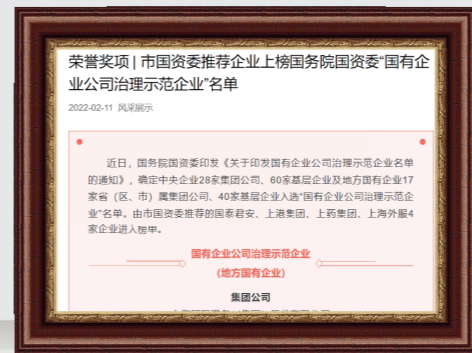 荣誉奖项 | 市国资委推荐企业上榜国务院国资委“国有企
业公司治理示范企业”名单
2022-02-11 风采展示
近日，国务院国资委印发《关于印发国有企业公司治理示范企业名单
的通知》，确定中央企业28家集团公司、60家基层企业及地方国有企业17
家省（区、市）属集团公司、40家基层企业入选“国有企业公司治理示范企
业”名单。由市国资委推荐的国泰君安、上港集团、上药集团、上海外服4
家企业进入榜单。
国有企业公司治理示范企业
（地方国有企业）
集团公司